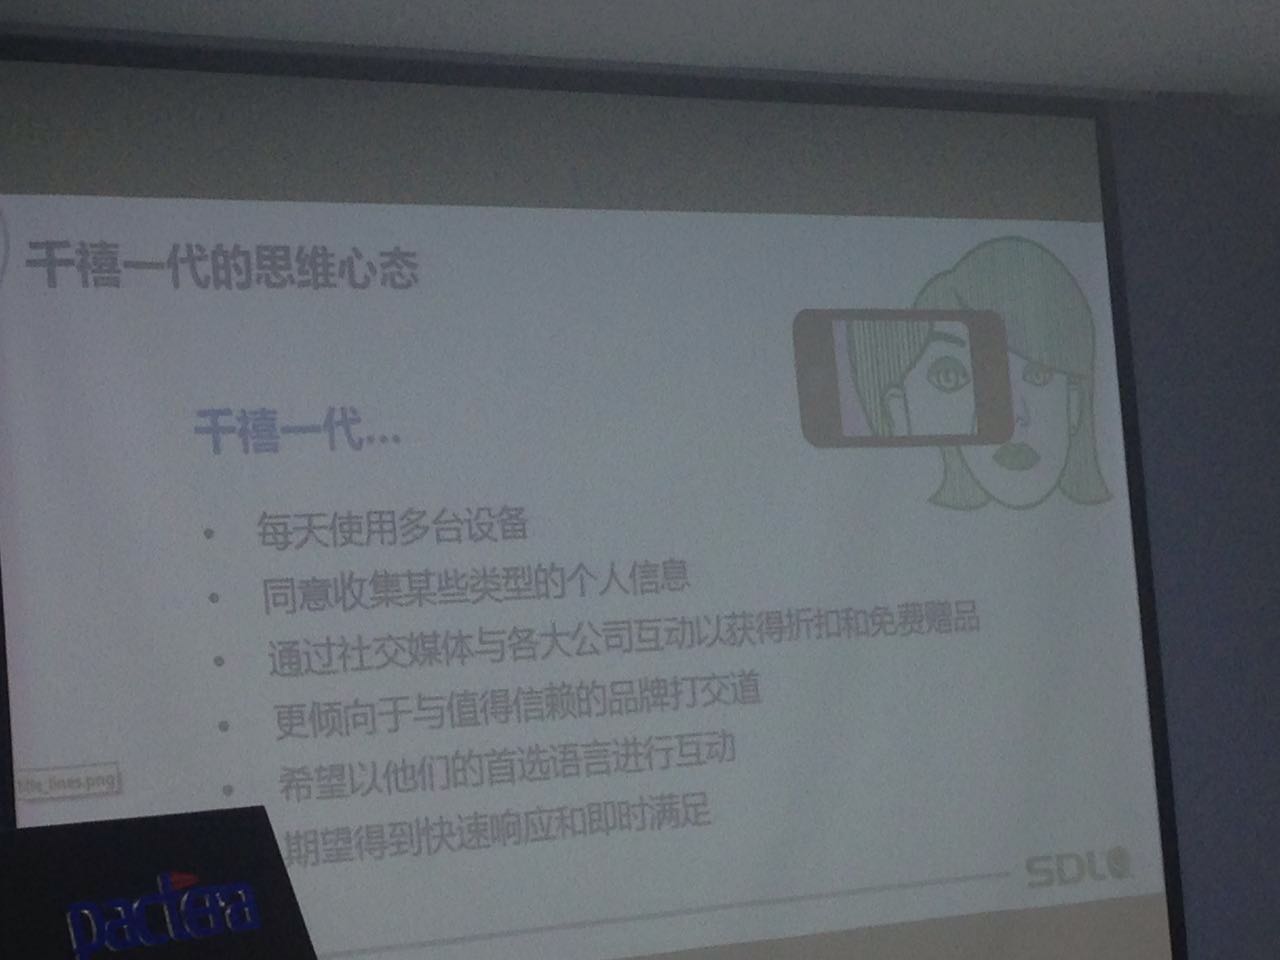 千禧一代的思维心态
千禧一代...
• 每天使用多台设备
• 同意收集某些类型的个人信息
• 通过社交媒体与各大公司互动以获得折扣和免费赠品
• 更倾向于与值得信赖的品牌打交道
• 希望以他们的首选语言进行互动
期望得到快速响应和即时满足
title_lines.png
SDL
pactera